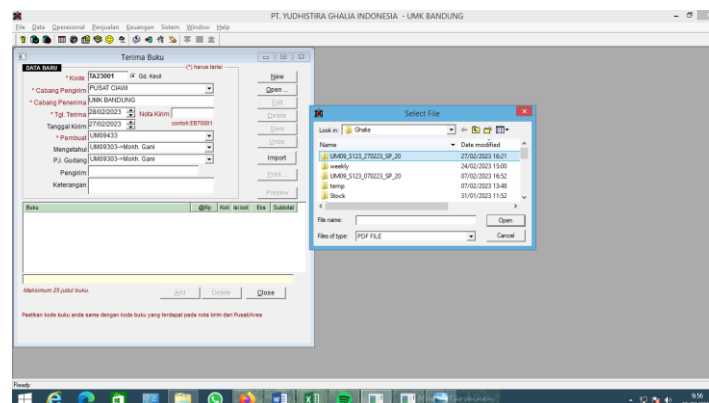 PT. YUDHISTIRA GHALIA INDONESIA - UMK BANDUNG
File Data Operasional Penjualan Keuangan Sistem Window Help
Terima Buku
DATA BARU
(*) harus terisi
* Kode TA23001 Gd. Kecil
* Cabang Pengirim PUSAT CIAWI
* Cabang Penerima UMK BANDUNG
* Tgl. Terima 28/02/2023 Nota Kirim
Tanggal Kirim 27/02/2023 contoh:EB70001
* Pembuat UM09433
Mengetahui UM09303->Mokh. Gani
P.J. Gudang UM09303->Mokh. Gani
Pengirim
Keterangan
New
Open ...
Edit
Delete
Save
Undo
Import
Print...
Preview
Buku @Rp Koli Isi koli Eks Subtotal
Maksimum 25 judul buku.
Add Delete Close
Pastikan kode buku anda sama dengan kode buku yang terdapat pada nota kirim dari Pusat/Area
Select File
Look in: Ghalia
Name Date modified
UM09_S123_270223_SP_20 27/02/2023 16:21
weekly 24/02/2023 15:00
UM09_S123_070223_SP_20 07/02/2023 16:52
temp 07/02/2023 13:48
Stock 31/01/2023 11:52
File name: Open
Files of type: PDF FILE Cancel
Ready
9:56